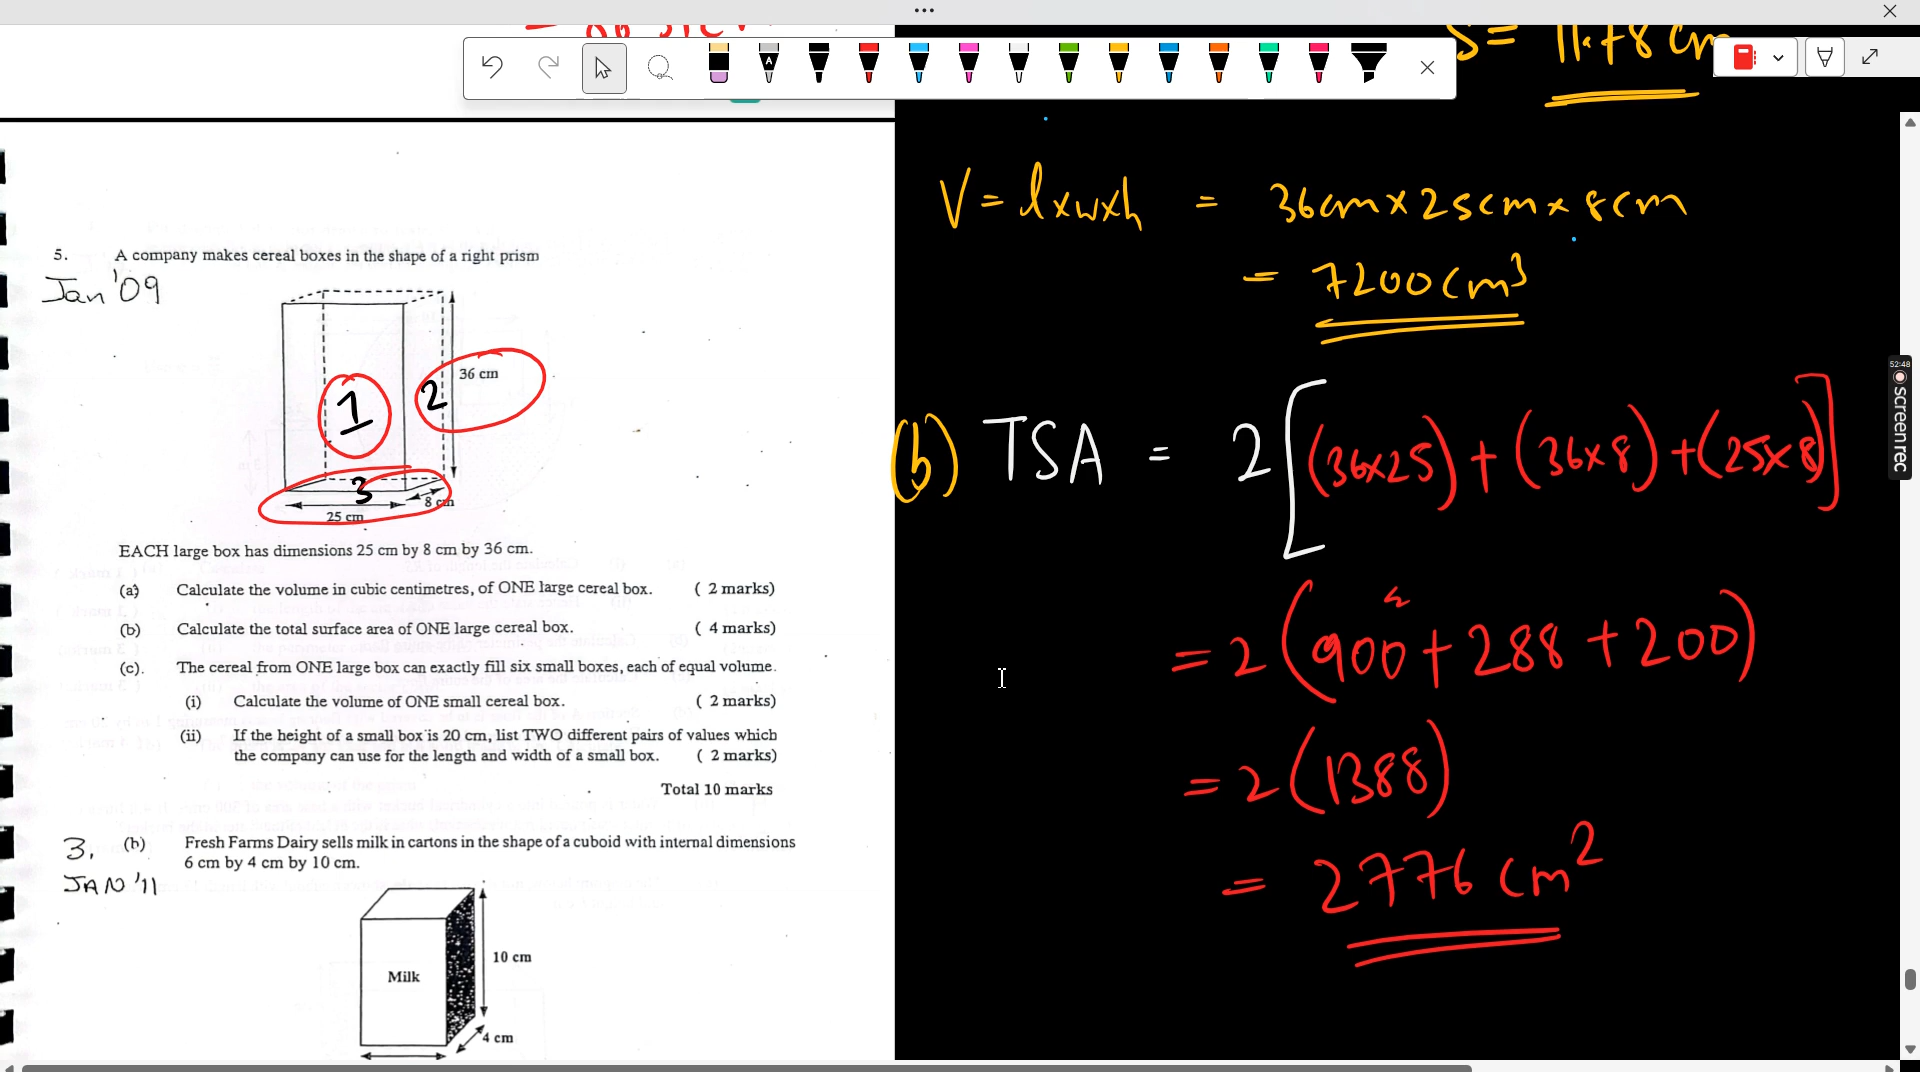 S = 11.78 cm
V = l x w x h = 36cm x 25cm x 8cm
= 7200 cm³
(b) TSA = 2[(36x25) + (36x8) + (25x8)]
= 2(900 + 288 + 200)
= 2(1388)
= 2776 cm²
5. A company makes cereal boxes in the shape of a right prism
Jan '09
36 cm
1
2
3
8 cm
25 cm
EACH large box has dimensions 25 cm by 8 cm by 36 cm.
(a) Calculate the volume in cubic centimetres, of ONE large cereal box. ( 2 marks)
(b) Calculate the total surface area of ONE large cereal box. ( 4 marks)
(c). The cereal from ONE large box can exactly fill six small boxes, each of equal volume.
(i) Calculate the volume of ONE small cereal box. ( 2 marks)
(ii) If the height of a small box is 20 cm, list TWO different pairs of values which
the company can use for the length and width of a small box. ( 2 marks)
Total 10 marks
3. (b) Fresh Farms Dairy sells milk in cartons in the shape of a cuboid with internal dimensions
JAN '11
6 cm by 4 cm by 10 cm.
10 cm
Milk
4 cm
52:48
screen rec